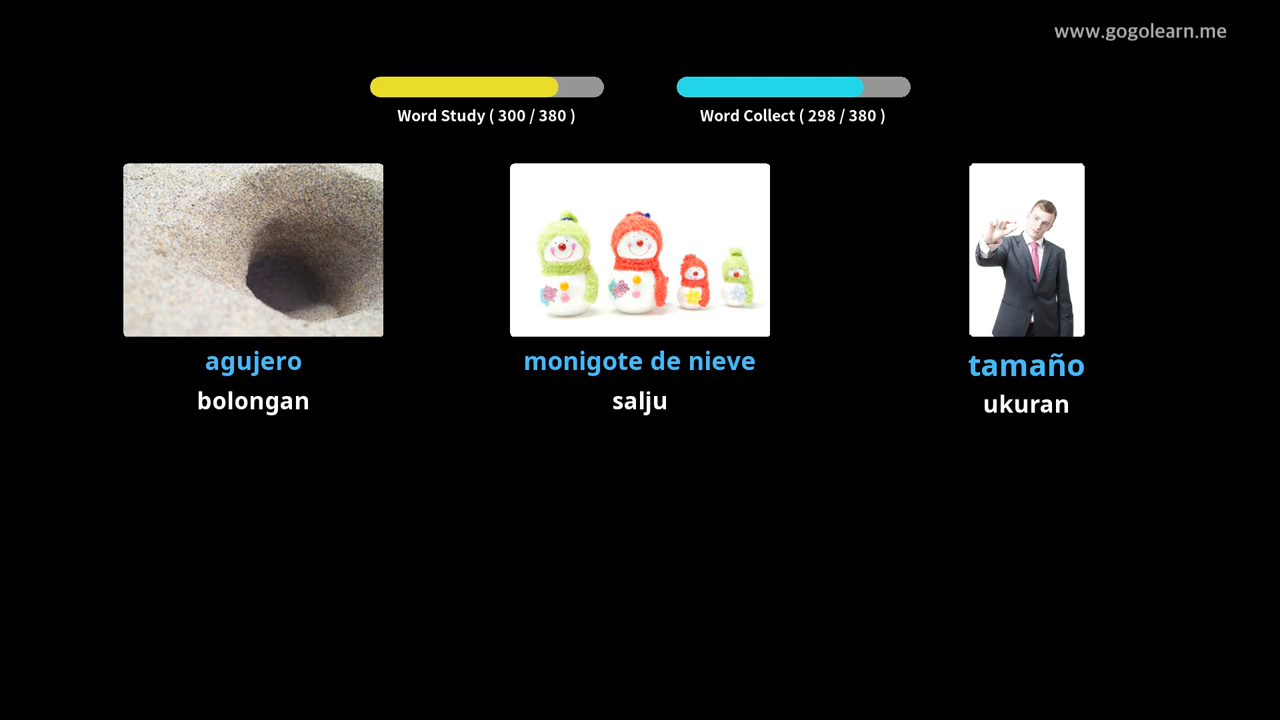 www.gogolearn.me
Word Study ( 300 / 380 )
Word Collect ( 298 / 380 )
agujero
monigote de nieve
tamaño
bolongan
salju
ukuran